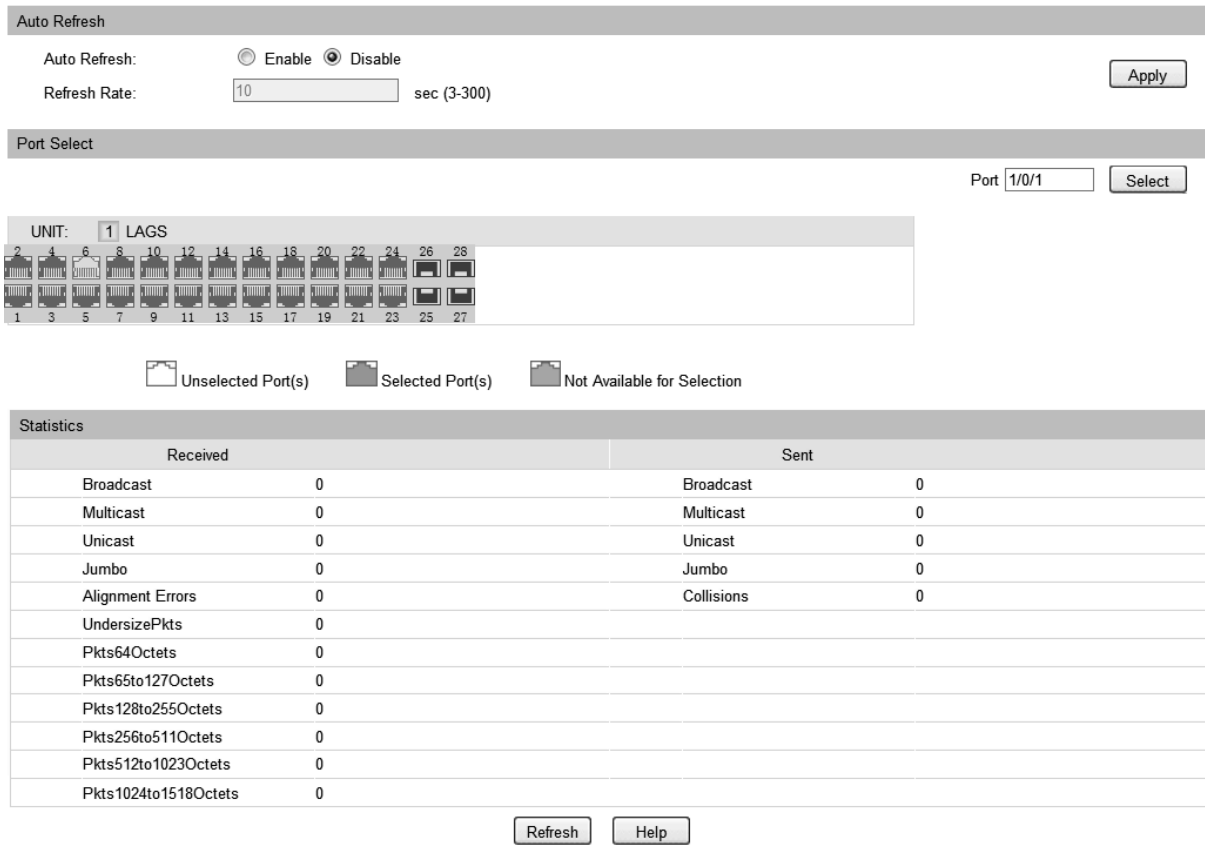 Auto Refresh
Auto Refresh: Enable Disable
Apply
Refresh Rate: 10 sec (3-300)
Port Select
Port 1/0/1 Select
UNIT: 1 LAGS
2 4 6 8 10 12 14 16 18 20 22 24 26 28
1 3 5 7 9 11 13 15 17 19 21 23 25 27
Unselected Port(s) Selected Port(s) Not Available for Selection
Statistics
Received Sent
Broadcast 0 Broadcast 0
Multicast 0 Multicast 0
Unicast 0 Unicast 0
Jumbo 0 Jumbo 0
Alignment Errors 0 Collisions 0
UndersizePkts 0
Pkts64Octets 0
Pkts65to127Octets 0
Pkts128to255Octets 0
Pkts256to511Octets 0
Pkts512to1023Octets 0
Pkts1024to1518Octets 0
Refresh Help